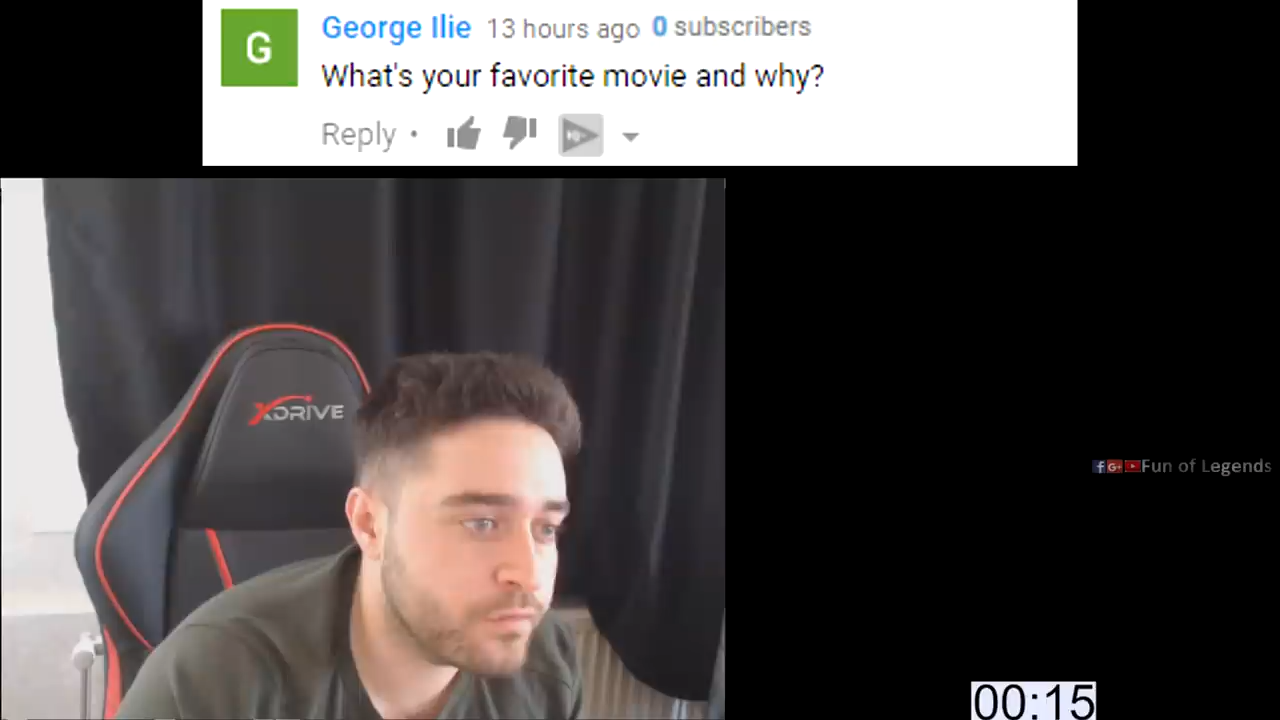 G
George Ilie 13 hours ago 0 subscribers
What's your favorite movie and why?
Reply •
XDRIVE
Fun of Legends
00:15